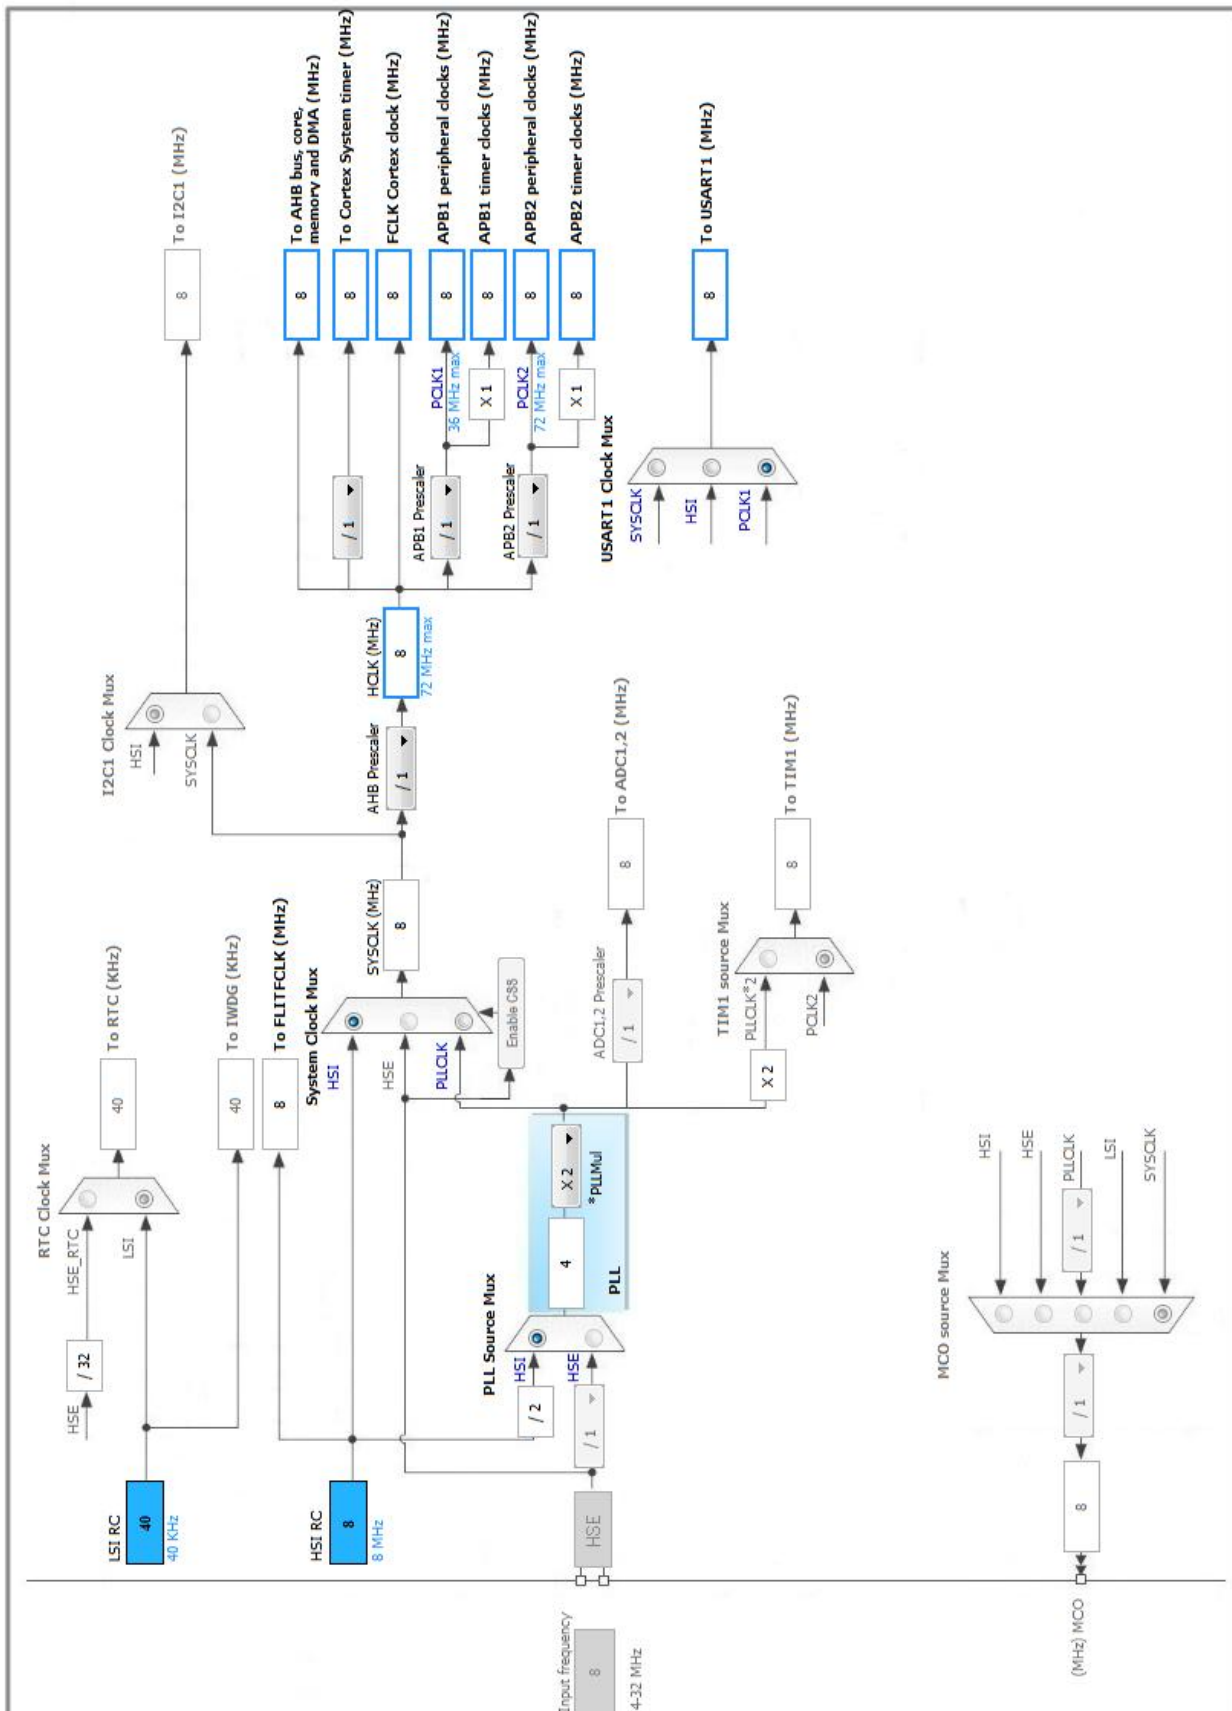 RTC Clock Mux
HSE
/ 32
HSE_RTC
LSI
40
To RTC (KHz)
LSI RC
40
40 KHz
40
To IWDG (KHz)
8
To FLITFCLK (MHz)
HSI RC
8
8 MHz
System Clock Mux
HSI
HSE
PLLCLK
Enable CSS
SYSCLK (MHz)
8
I2C1 Clock Mux
HSI
SYSCLK
8
To I2C1 (MHz)
AHB Prescaler
/ 1
HCLK (MHz)
8
72 MHz max
8
To AHB bus, core,
memory and DMA (MHz)
/ 1
8
To Cortex System timer (MHz)
8
FCLK Cortex clock (MHz)
APB1 Prescaler
/ 1
PCLK1
36 MHz max
8
APB1 peripheral clocks (MHz)
X 1
8
APB1 timer clocks (MHz)
APB2 Prescaler
/ 1
PCLK2
72 MHz max
8
APB2 peripheral clocks (MHz)
X 1
8
APB2 timer clocks (MHz)
PLL Source Mux
/ 2
HSI
/ 1
HSE
4
X 2
*PLLMul
PLL
Input frequency
8
4-32 MHz
HSE
ADC1,2 Prescaler
/ 1
8
To ADC1,2 (MHz)
USART1 Clock Mux
SYSCLK
HSI
PCLK1
8
To USART1 (MHz)
TIM1 source Mux
X 2
PLLCLK*2
PCLK2
8
To TIM1 (MHz)
MCO source Mux
(MHz) MCO
8
/ 1
HSI
HSE
/ 1
PLLCLK
LSI
SYSCLK